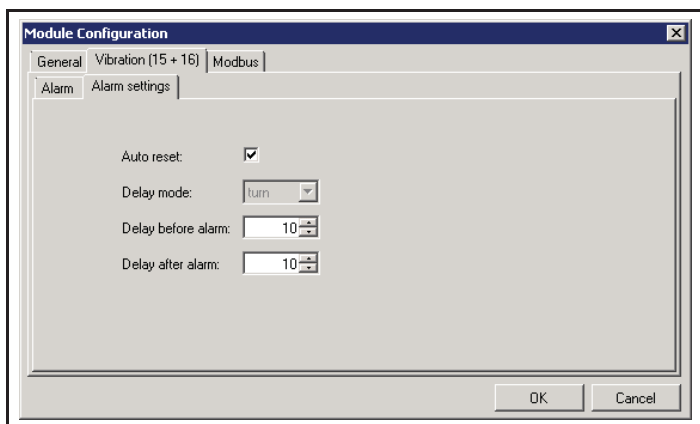 Module Configuration
General Vibration (15 + 16) Modbus
Alarm Alarm settings
Auto reset:
Delay mode: turn
Delay before alarm: 10
Delay after alarm: 10
OK Cancel